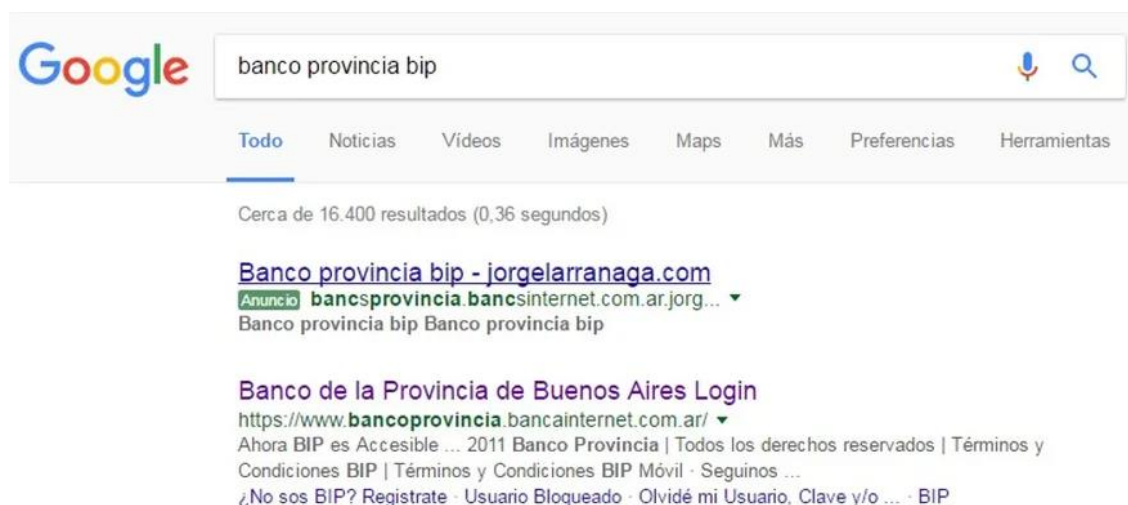 Google banco provincia bip
Todo Noticias Vídeos Imágenes Maps Más Preferencias Herramientas
Cerca de 16.400 resultados (0,36 segundos)
Banco provincia bip - jorgelarranaga.com
Anuncio bancsprovincia.bancsinternet.com.ar.jorg...
Banco provincia bip Banco provincia bip
Banco de la Provincia de Buenos Aires Login
https://www.bancoprovincia.bancainternet.com.ar/
Ahora BIP es Accesible ... 2011 Banco Provincia | Todos los derechos reservados | Términos y
Condiciones BIP | Términos y Condiciones BIP Móvil · Seguinos ...
¿No sos BIP? Registrate · Usuario Bloqueado · Olvidé mi Usuario, Clave y/o ... · BIP